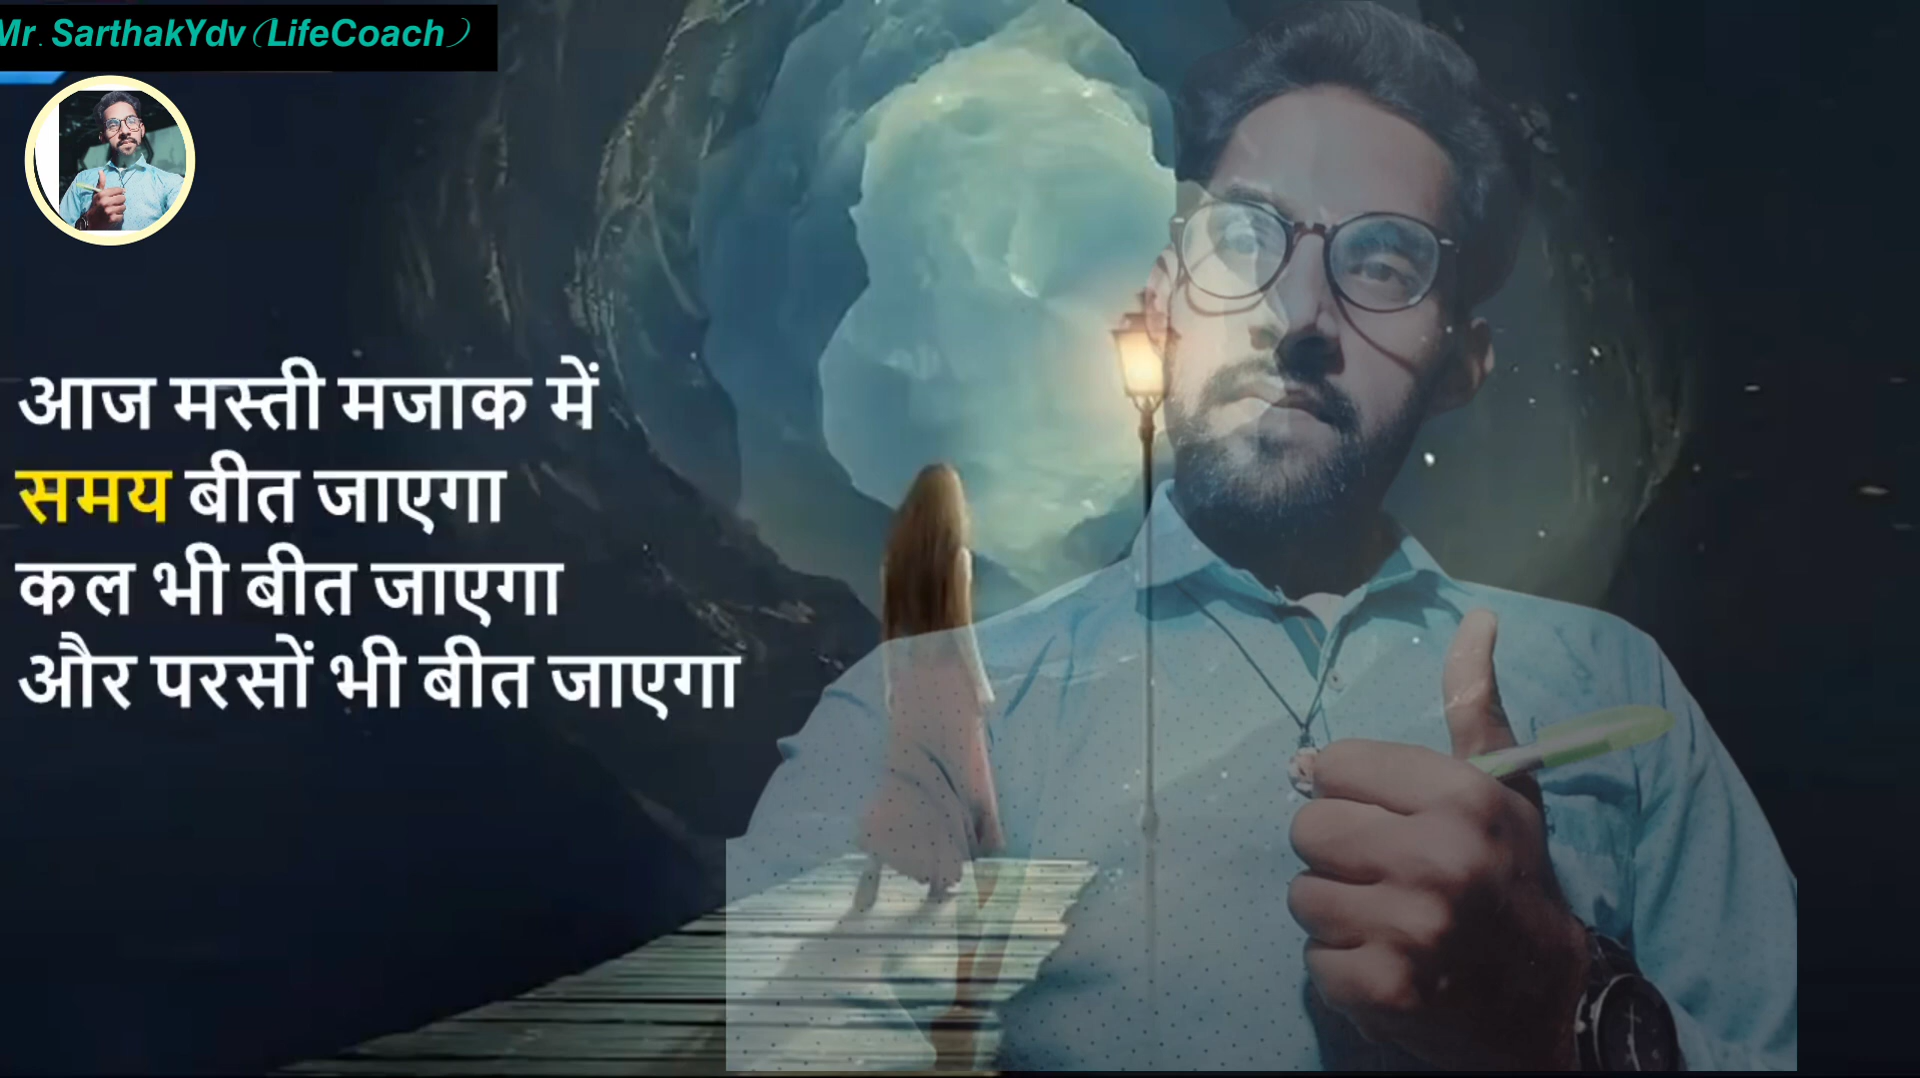 Mr. SarthakYdv(LifeCoach)
आज मस्ती मजाक में
समय बीत जाएगा
कल भी बीत जाएगा
और परसों भी बीत जाएगा